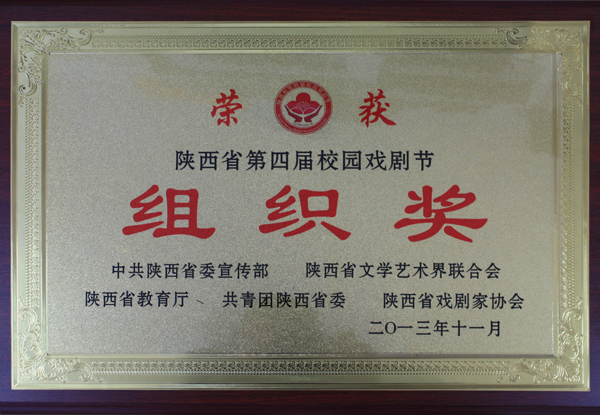 荣获
陕西省第四届校园戏剧节
组织奖
中共陕西省委宣传部 陕西省文学艺术界联合会
陕西省教育厅、 共青团陕西省委 陕西省戏剧家协会
二〇一三年十一月